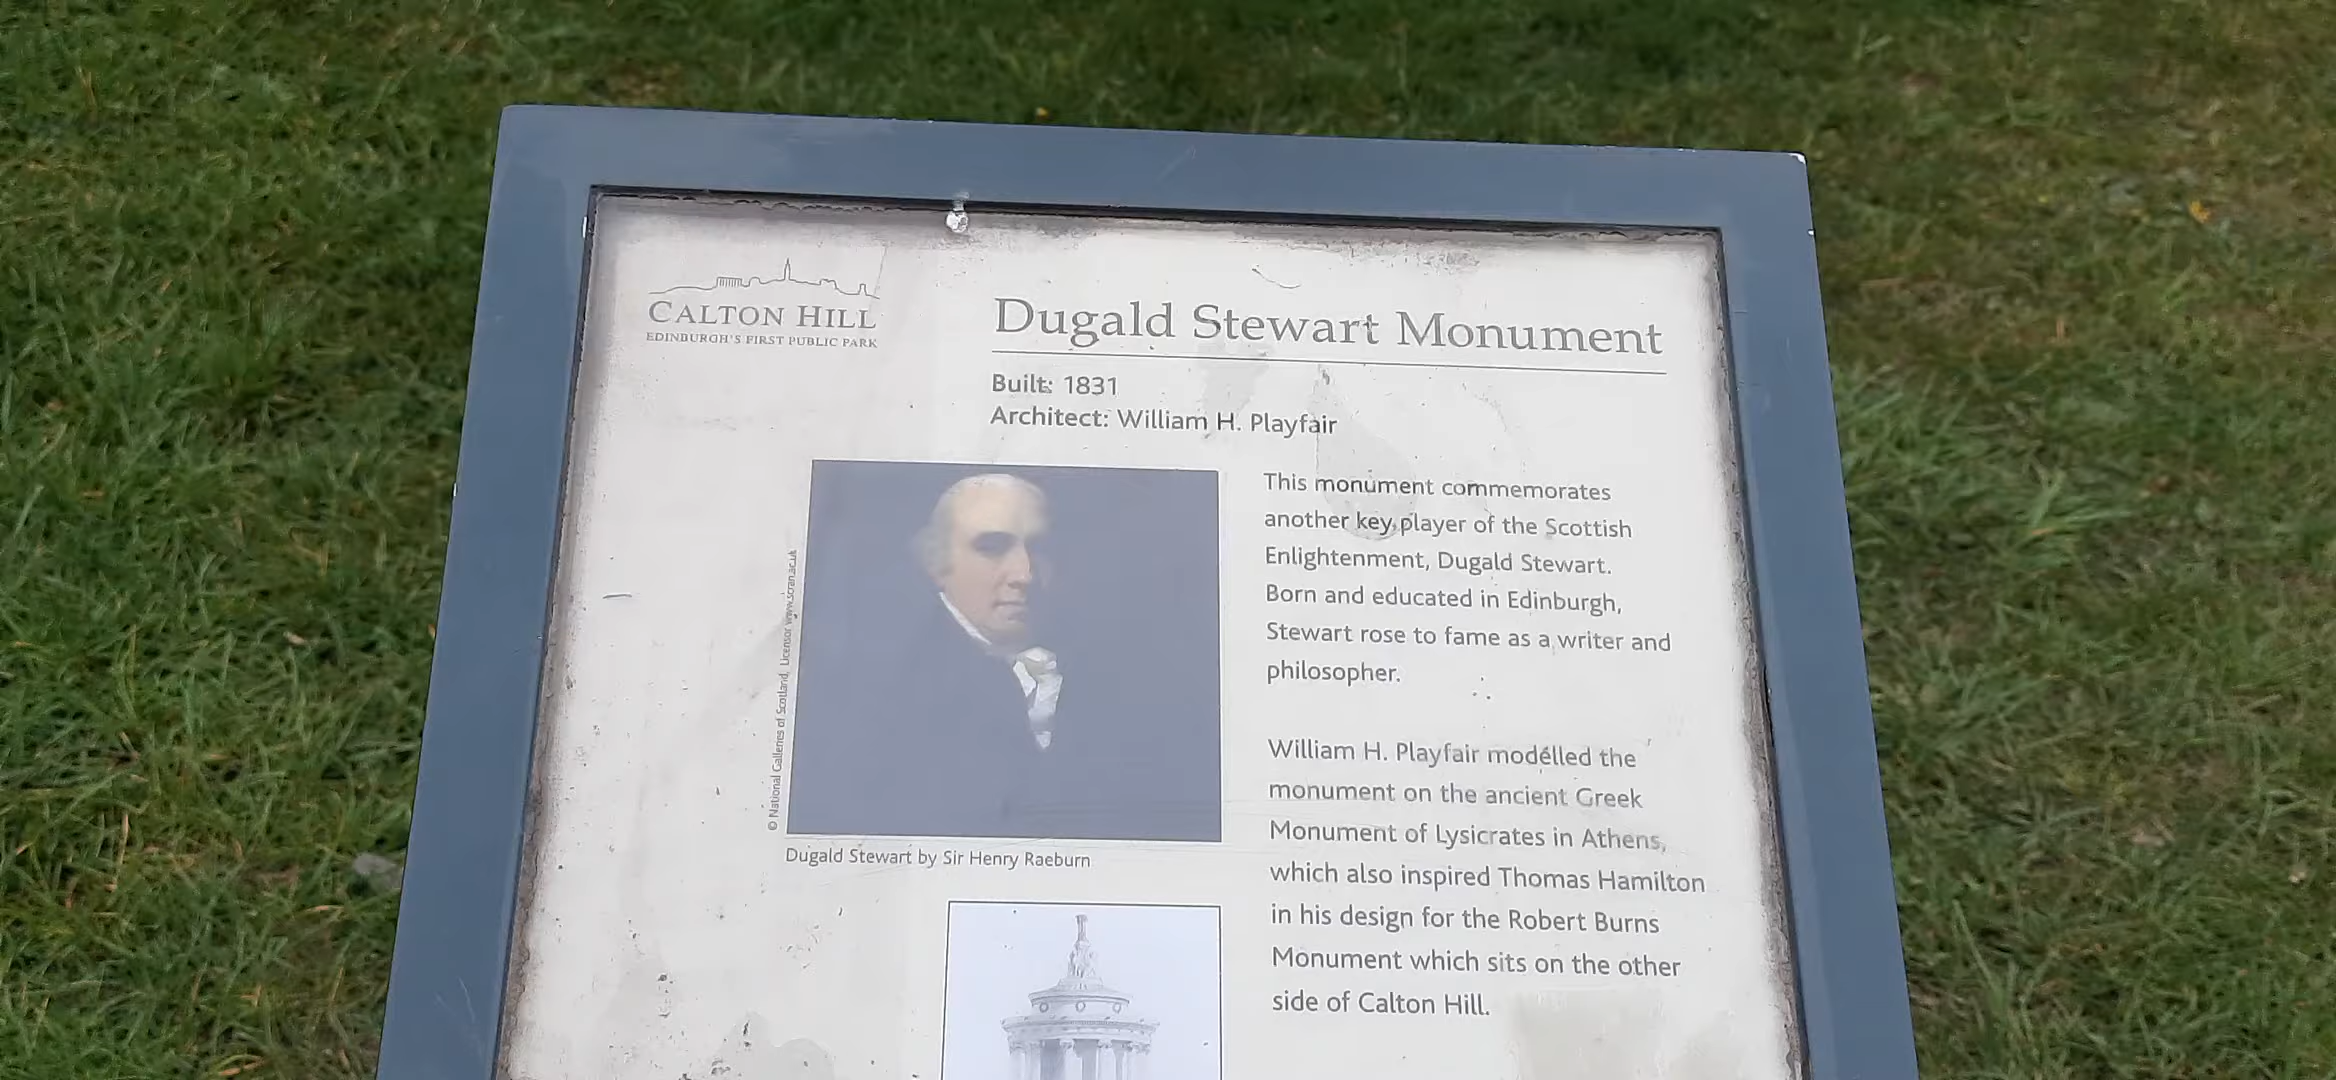 CALTON HILL
EDINBURGH'S FIRST PUBLIC PARK
Dugald Stewart Monument
Built: 1831
Architect: William H. Playfair
This monument commemorates
another key player of the Scottish
Enlightenment, Dugald Stewart.
Born and educated in Edinburgh,
Stewart rose to fame as a writer and
philosopher.
William H. Playfair modelled the
monument on the ancient Greek
Monument of Lysicrates in Athens,
which also inspired Thomas Hamilton
in his design for the Robert Burns
Monument which sits on the other
side of Calton Hill.
© National Galleries of Scotland, Licensor www.scran.ac.uk
Dugald Stewart by Sir Henry Raeburn